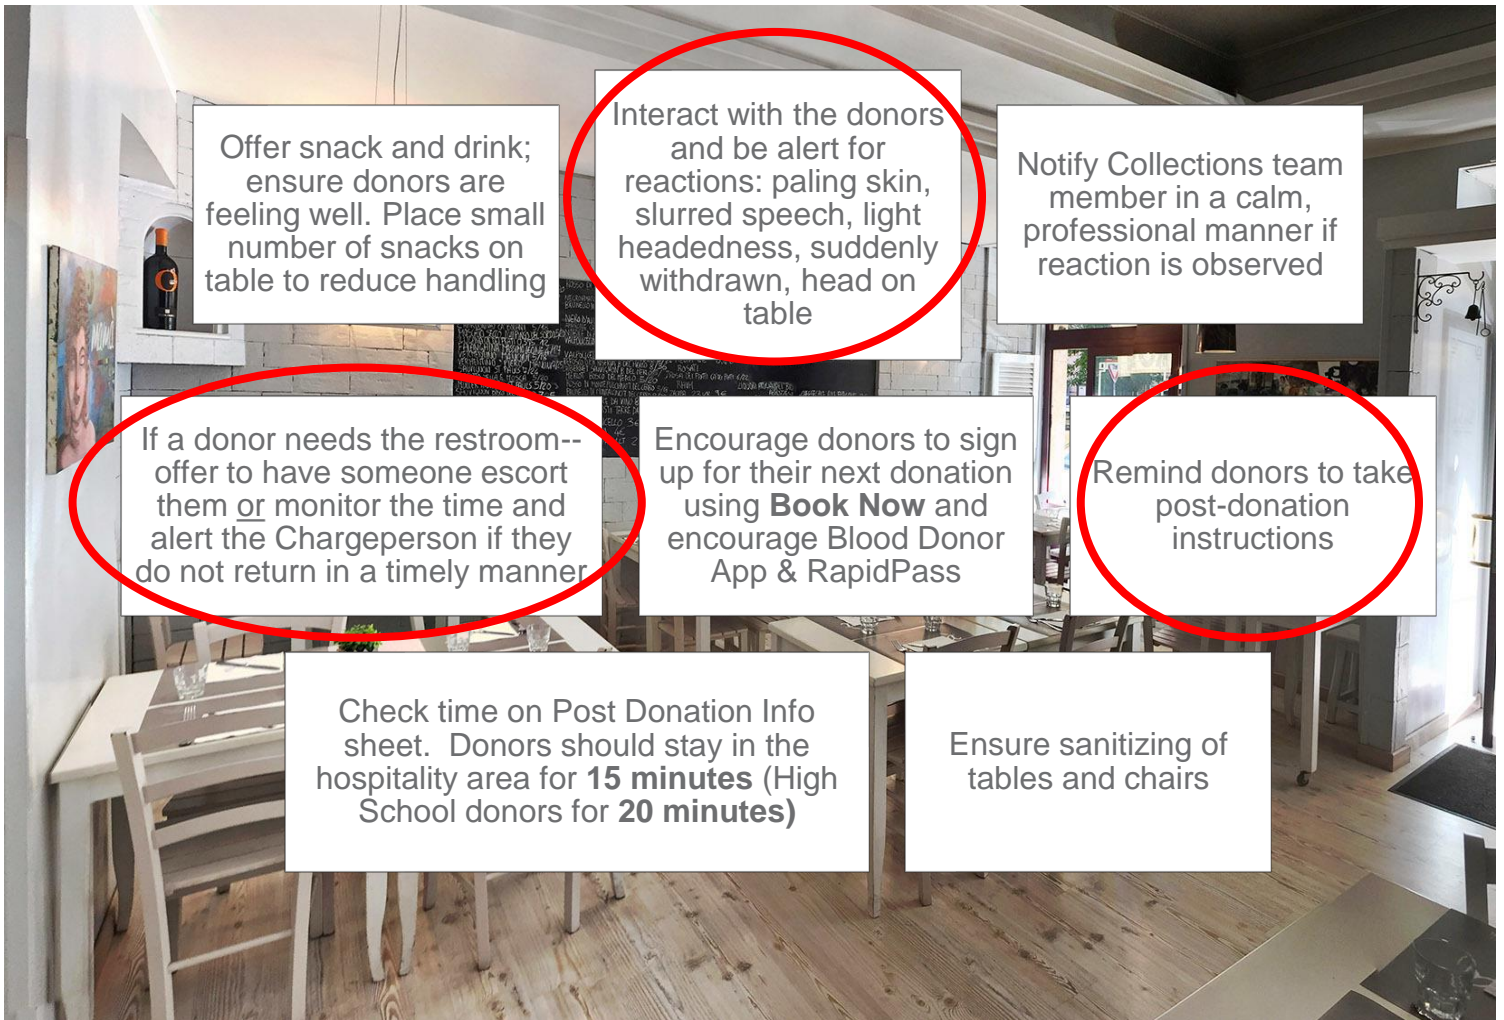 Offer snack and drink;
ensure donors are
feeling well. Place small
number of snacks on
table to reduce handling
Interact with the donors
and be alert for
reactions: paling skin,
slurred speech, light
headedness, suddenly
withdrawn, head on
table
Notify Collections team
member in a calm,
professional manner if
reaction is observed
If a donor needs the restroom--
offer to have someone escort
them or monitor the time and
alert the Chargeperson if they
do not return in a timely manner
Encourage donors to sign
up for their next donation
using Book Now and
encourage Blood Donor
App & RapidPass
Remind donors to take
post-donation
instructions
Check time on Post Donation Info
sheet.  Donors should stay in the
hospitality area for 15 minutes (High
School donors for 20 minutes)
Ensure sanitizing of
tables and chairs